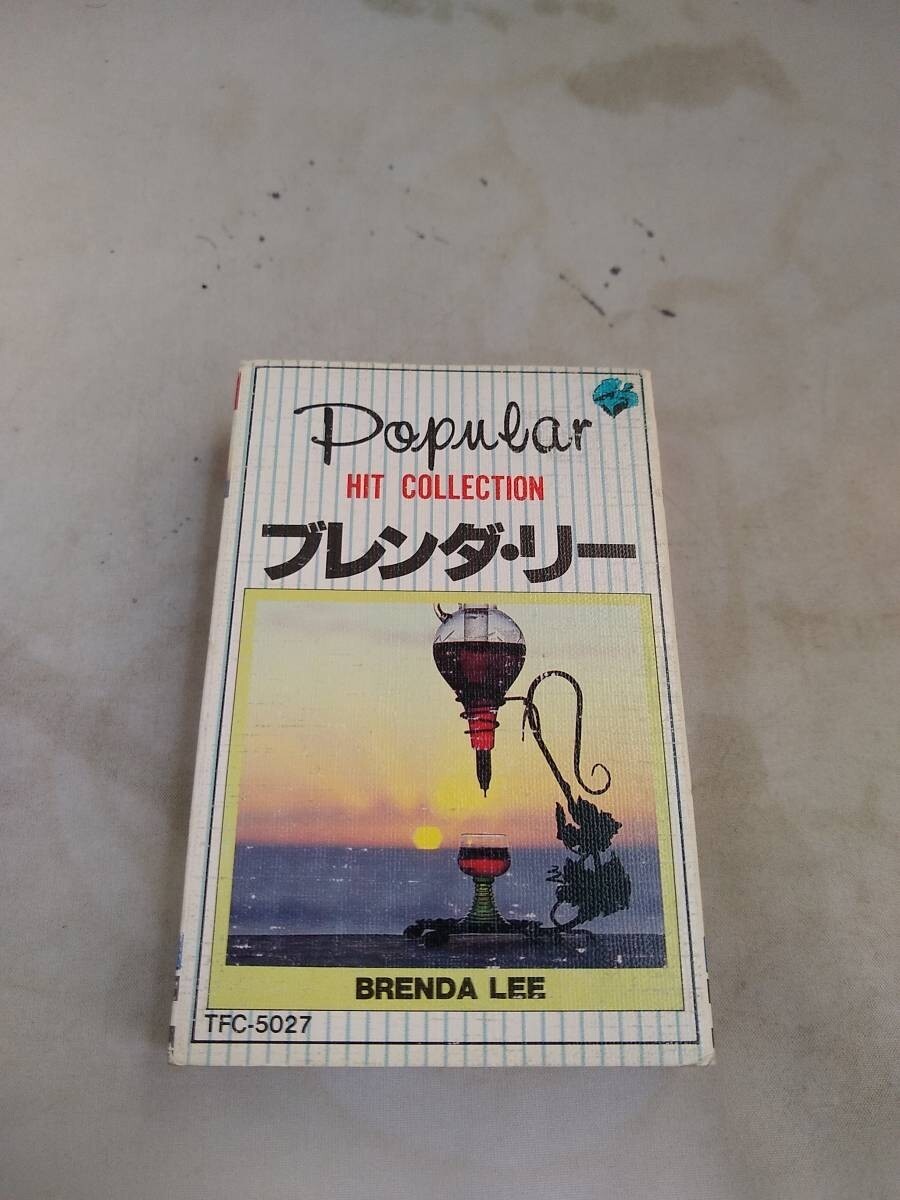 Popular
HIT COLLECTION
ブレンダ・リー
BRENDA LEE
TFC-5027